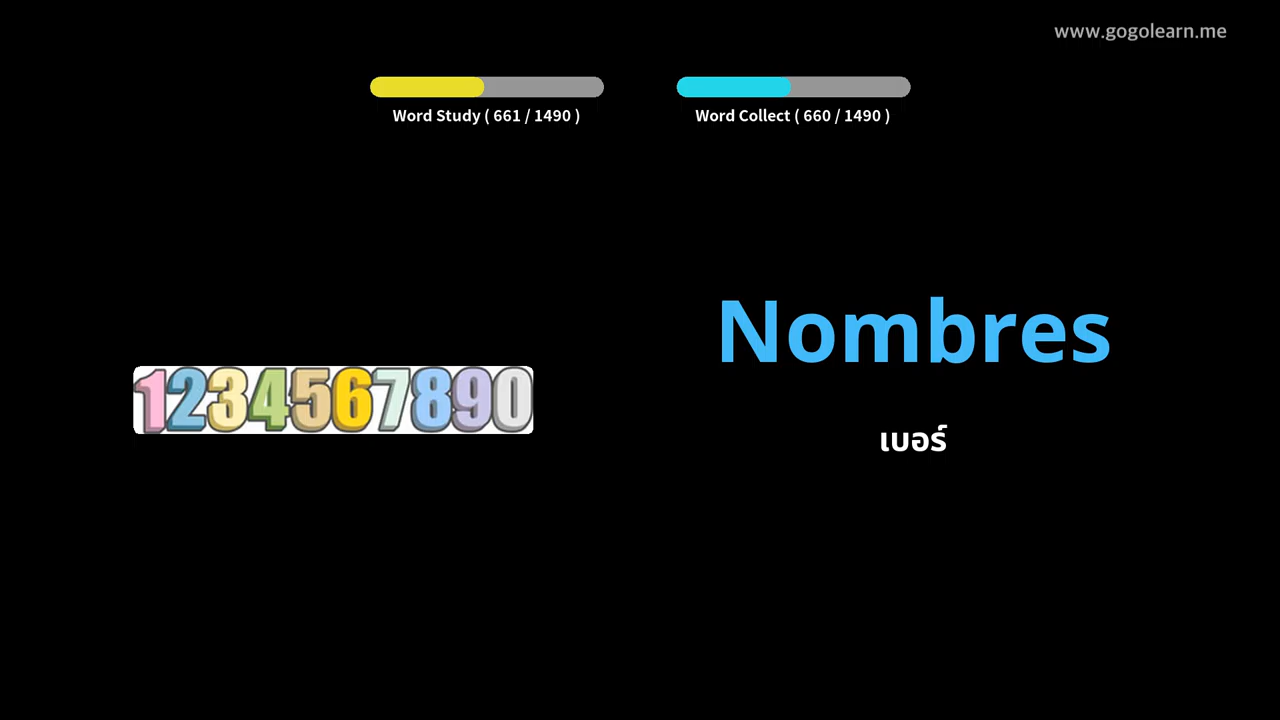 www.gogolearn.me
Word Study ( 661 / 1490 )
Word Collect ( 660 / 1490 )
Nombres
1234567890
เบอร์